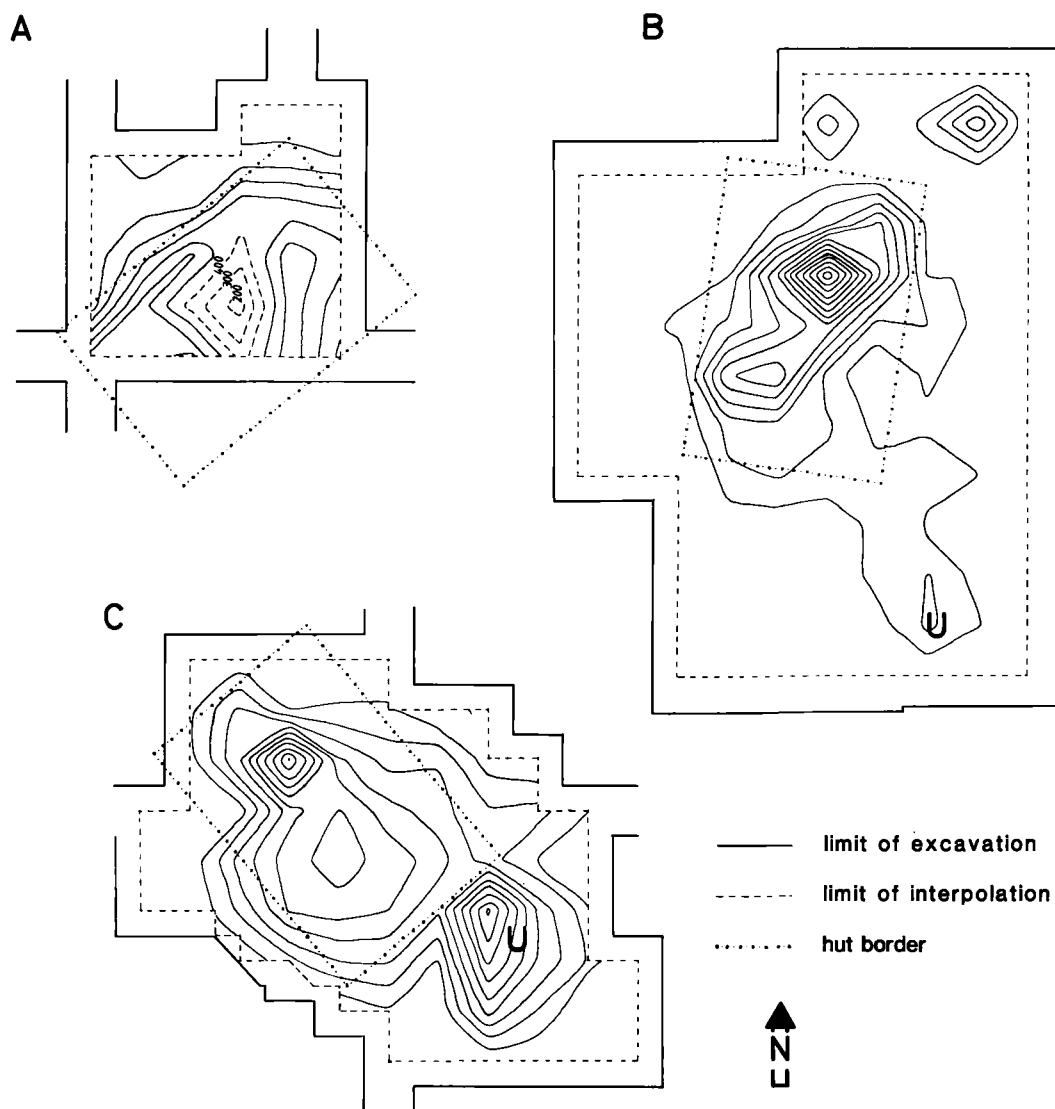 A
B
400
300
200
C
U
U
limit of excavation
limit of interpolation
hut border
N
U